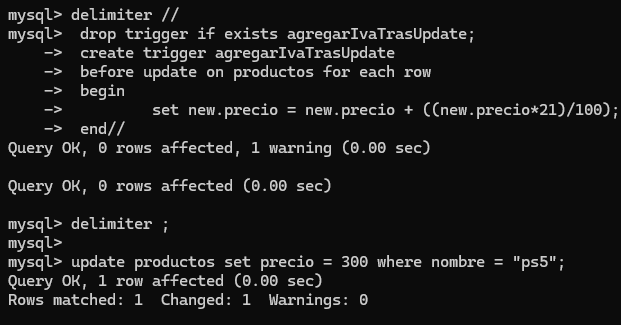 mysql> delimiter //
mysql>  drop trigger if exists agregarIvaTrasUpdate;
    ->  create trigger agregarIvaTrasUpdate
    ->  before update on productos for each row
    ->  begin
    ->          set new.precio = new.precio + ((new.precio*21)/100);
    ->  end//
Query OK, 0 rows affected, 1 warning (0.00 sec)

Query OK, 0 rows affected (0.00 sec)

mysql> delimiter ;
mysql>
mysql> update productos set precio = 300 where nombre = "ps5";
Query OK, 1 row affected (0.00 sec)
Rows matched: 1  Changed: 1  Warnings: 0